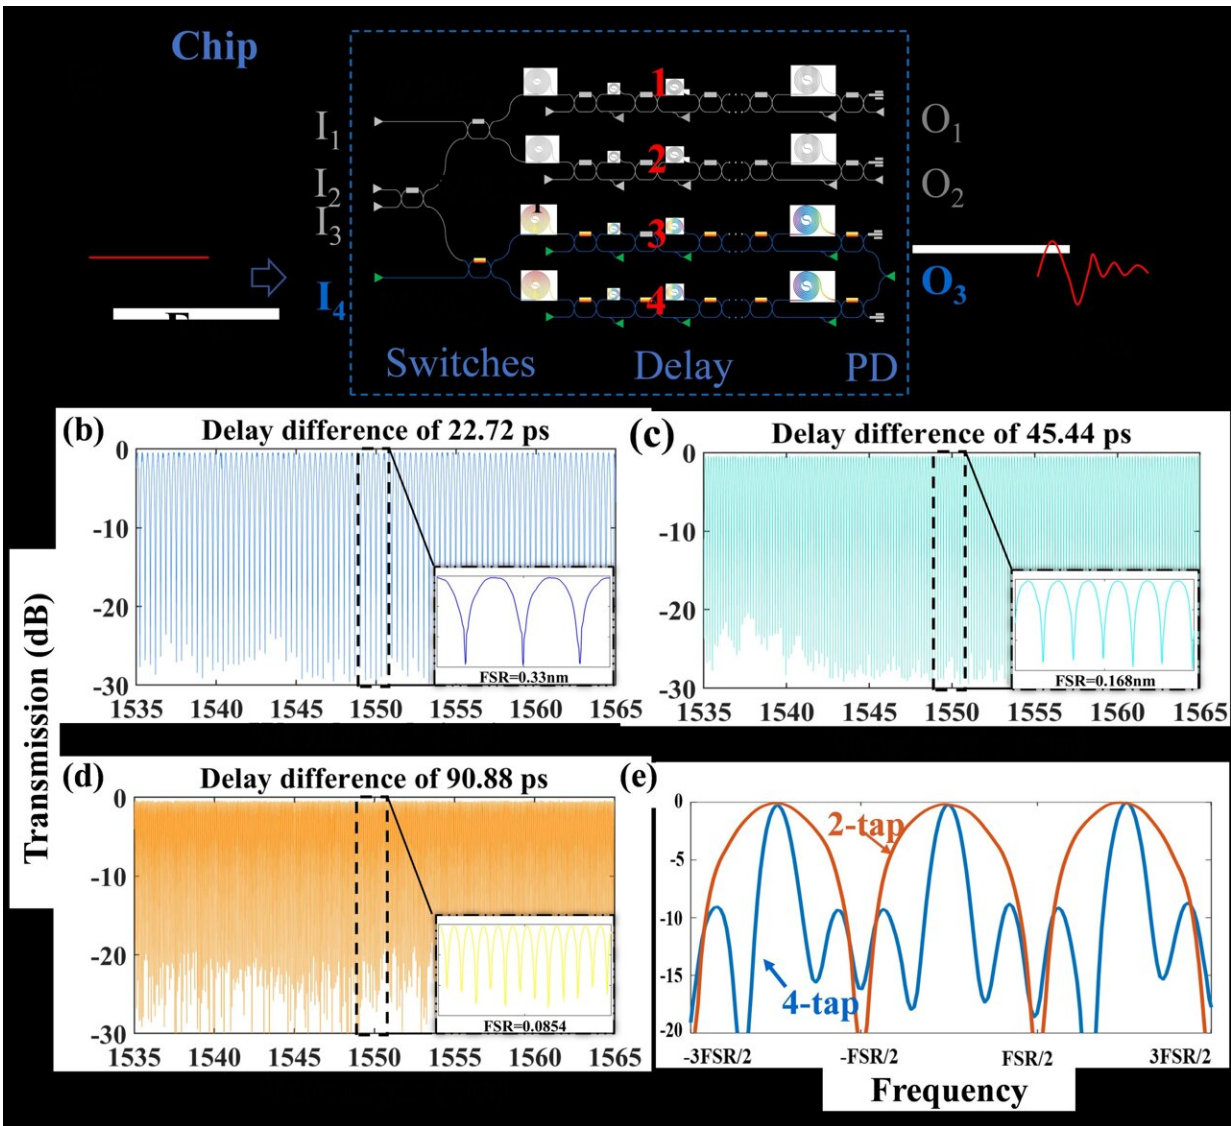 Chip
I1
I2
I3
I4
1
2
3
4
O1
O2
O3
Switches
Delay
PD
Transmission (dB)
(b)
Delay difference of 22.72 ps
0
-10
-20
-30
FSR=0.33nm
1535 1540 1545 1550 1555 1560 1565
(c)
Delay difference of 45.44 ps
0
-10
-20
-30
FSR=0.168nm
1535 1540 1545 1550 1555 1560 1565
(d)
Delay difference of 90.88 ps
0
-10
-20
-30
FSR=0.0854
1535 1540 1545 1550 1555 1560 1565
(e)
0
-5
-10
-15
-20
2-tap
4-tap
-3FSR/2 -FSR/2 FSR/2 3FSR/2
Frequency